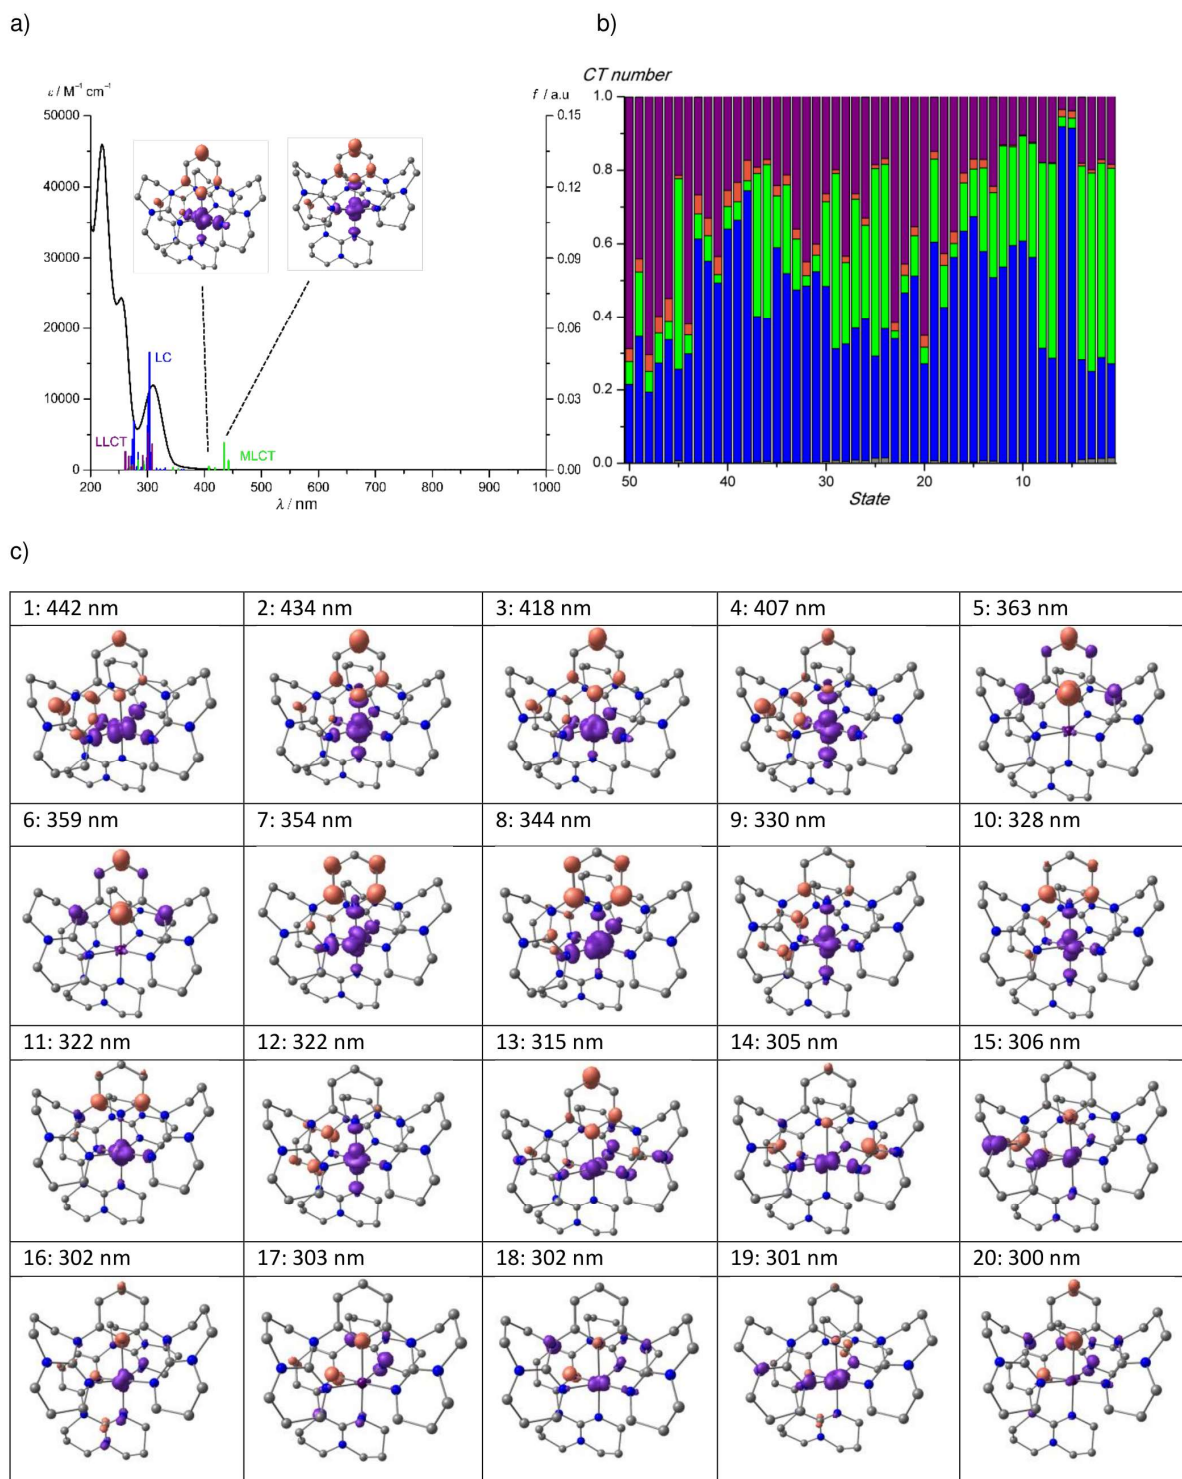 a)
b)
ε / M⁻¹ cm⁻¹
f / a.u
50000
40000
30000
20000
10000
0
0.15
0.12
0.09
0.06
0.03
0.00
LC
LLCT
MLCT
200 300 400 500 600 700 800 900 1000
λ / nm
CT number
1.0
0.8
0.6
0.4
0.2
0.0
50 40 30 20 10
State
c)
1: 442 nm 2: 434 nm 3: 418 nm 4: 407 nm 5: 363 nm
6: 359 nm 7: 354 nm 8: 344 nm 9: 330 nm 10: 328 nm
11: 322 nm 12: 322 nm 13: 315 nm 14: 305 nm 15: 306 nm
16: 302 nm 17: 303 nm 18: 302 nm 19: 301 nm 20: 300 nm